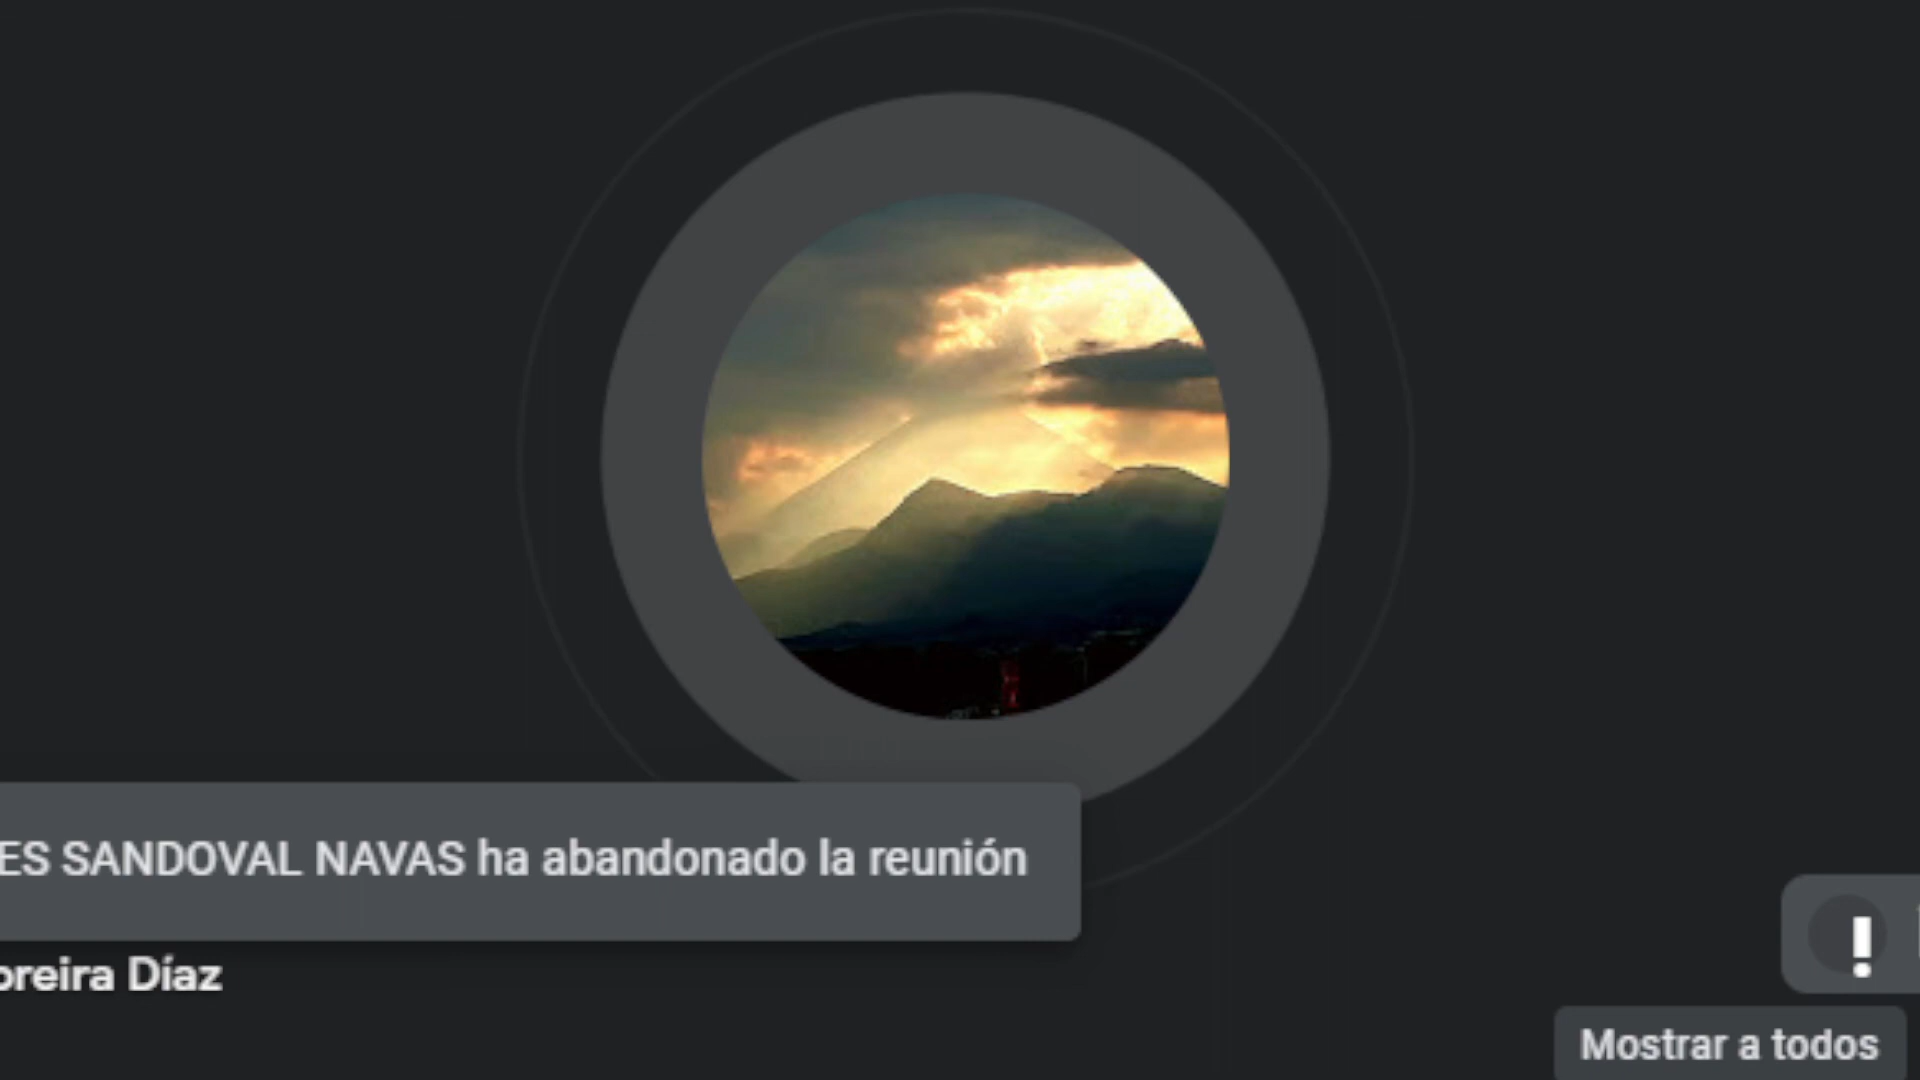 ES SANDOVAL NAVAS ha abandonado la reunión
oreira Díaz
!
Mostrar a todos